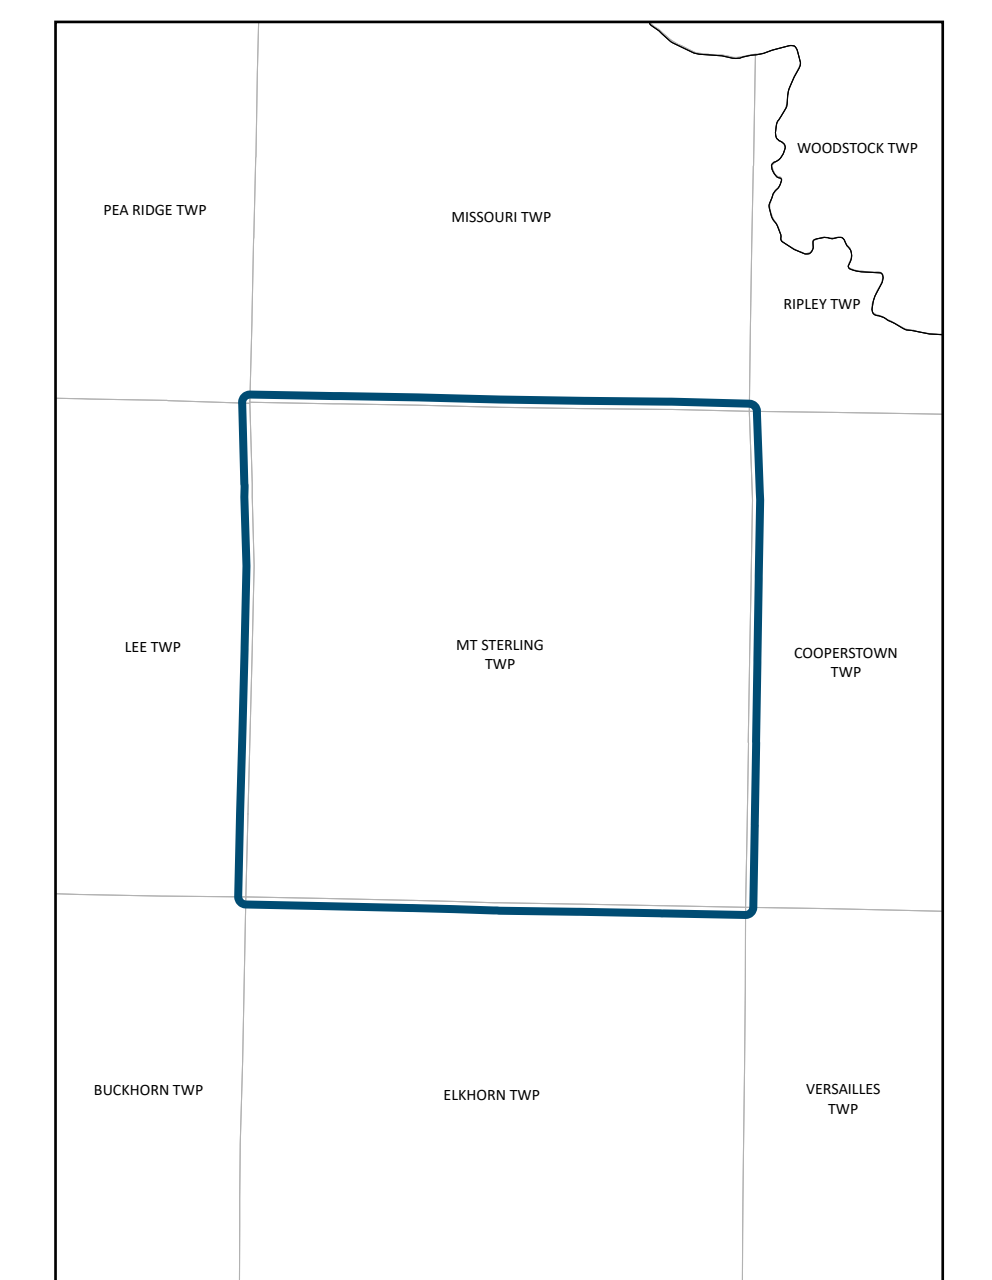 WOODSTOCK TWP
PEA RIDGE TWP
MISSOURI TWP
RIPLEY TWP
LEE TWP
MT STERLING
TWP
COOPERSTOWN
TWP
BUCKHORN TWP
ELKHORN TWP
VERSAILLES
TWP